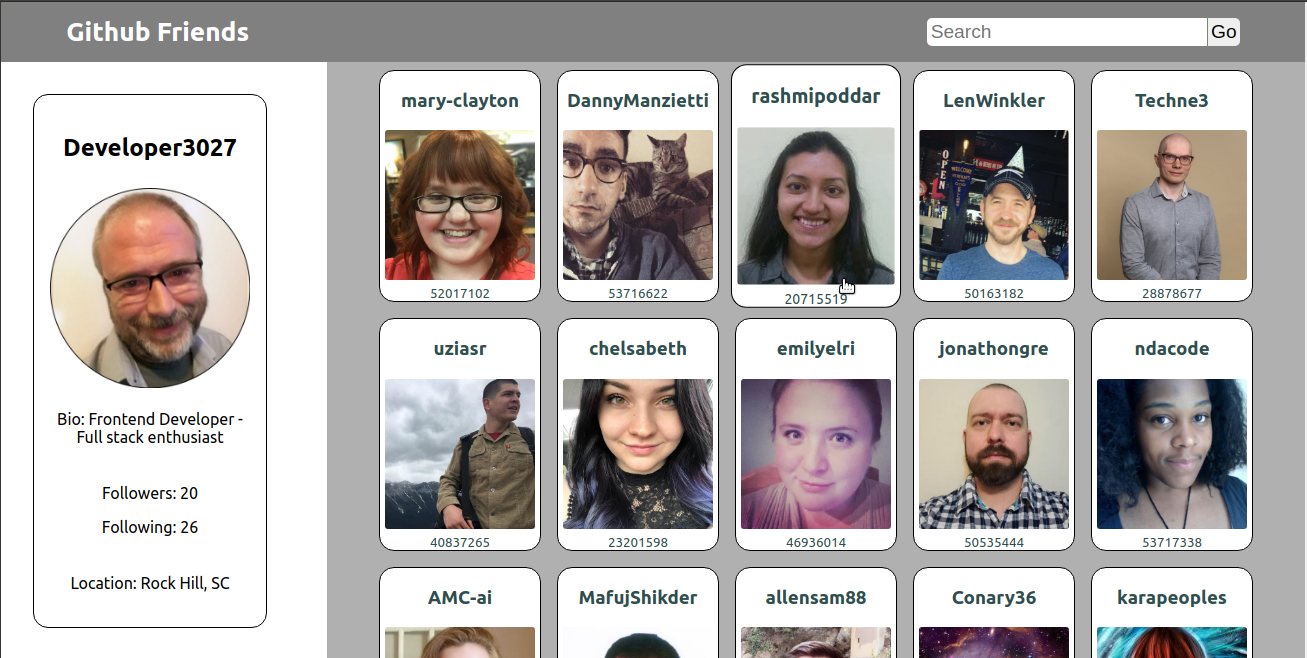 Github Friends
Search
Go
Developer3027
Bio: Frontend Developer -
Full stack enthusiast
Followers: 20
Following: 26
Location: Rock Hill, SC
mary-clayton
DannyManzietti
rashmipoddar
LenWinkler
Techne3
OPEN
WELCOME
52017102
53716622
20715519
50163182
28878677
uziasr
chelsabeth
emilyelri
jonathongre
ndacode
40837265
23201598
46936014
50535444
53717338
AMC-ai
MafujShikder
allensam88
Conary36
karapeoples